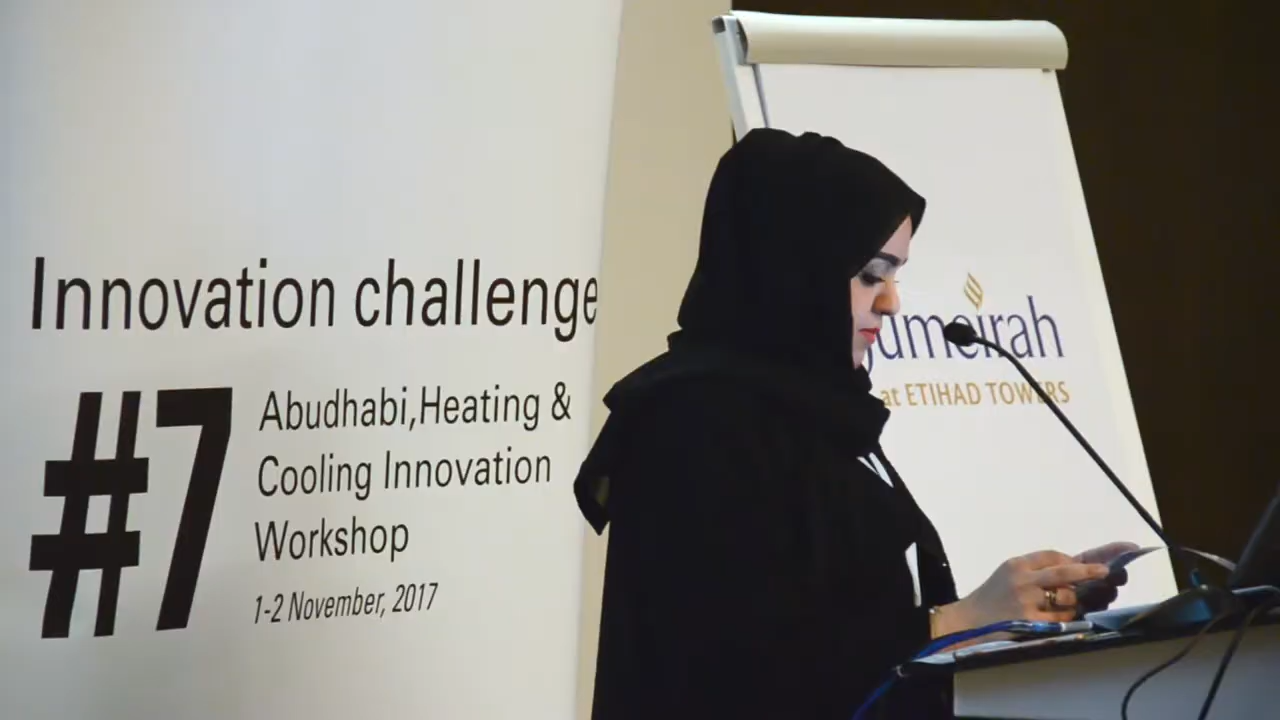 Innovation challenge
#7
Abudhabi,Heating &
Cooling Innovation
Workshop
1-2 November, 2017
jumeirah
at ETIHAD TOWERS